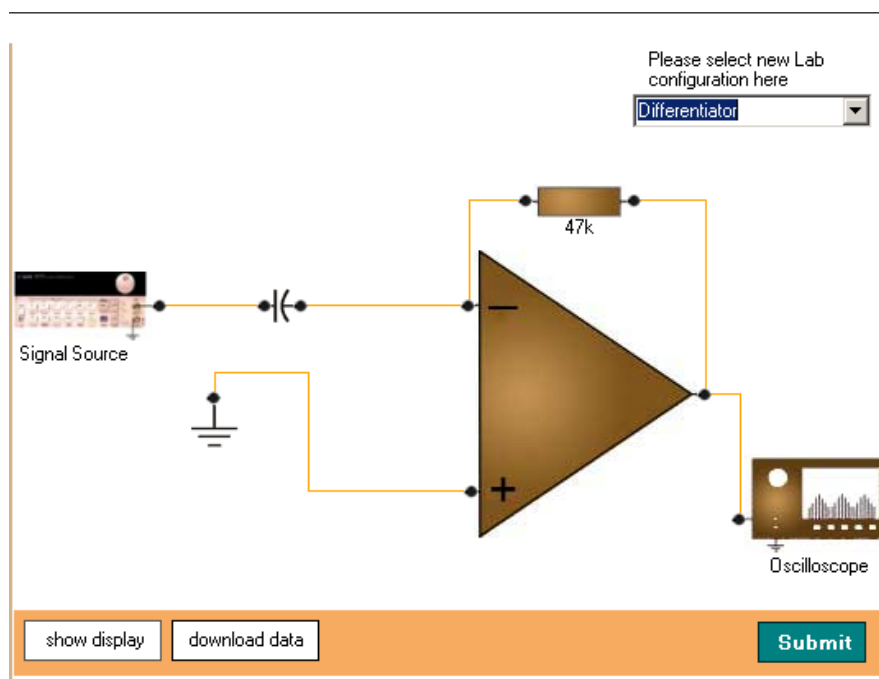 Please select new Lab
configuration here
Differentiator
47k
Signal Source
Oscilloscope
show display
download data
Submit